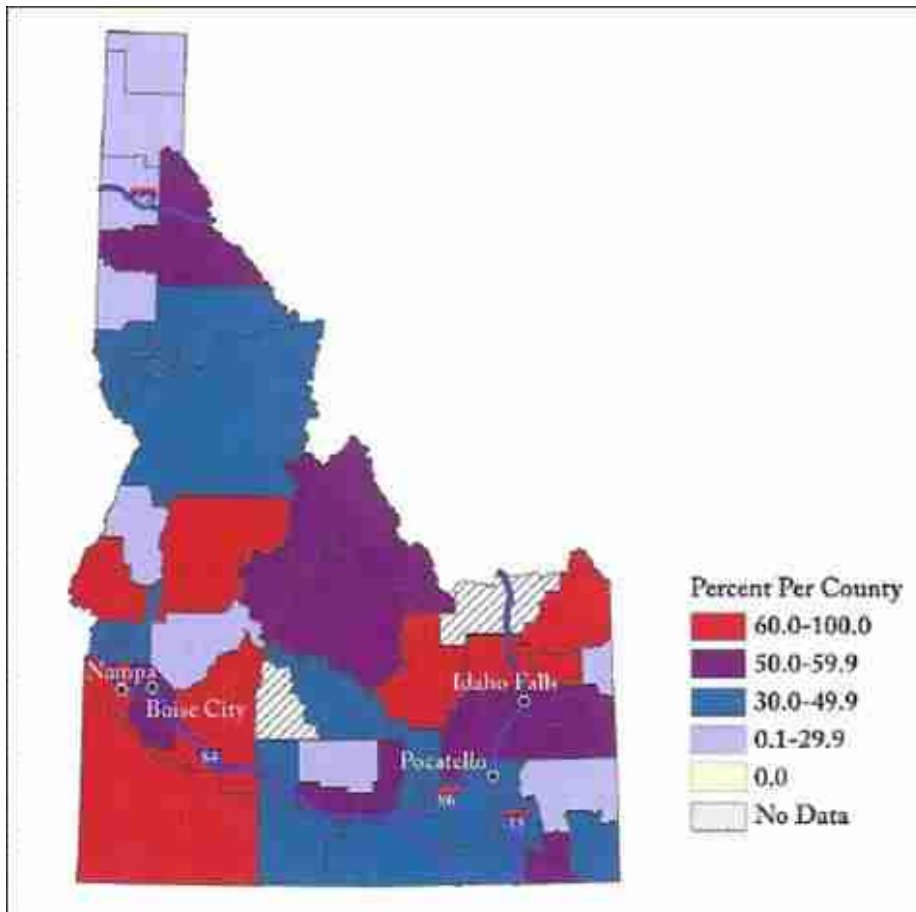 Percent Per County
60.0-100.0
50.0-59.9
30.0-49.9
0.1-29.9
0.0
No Data
Nampa
Boise City
Idaho Falls
Pocatello
84
86